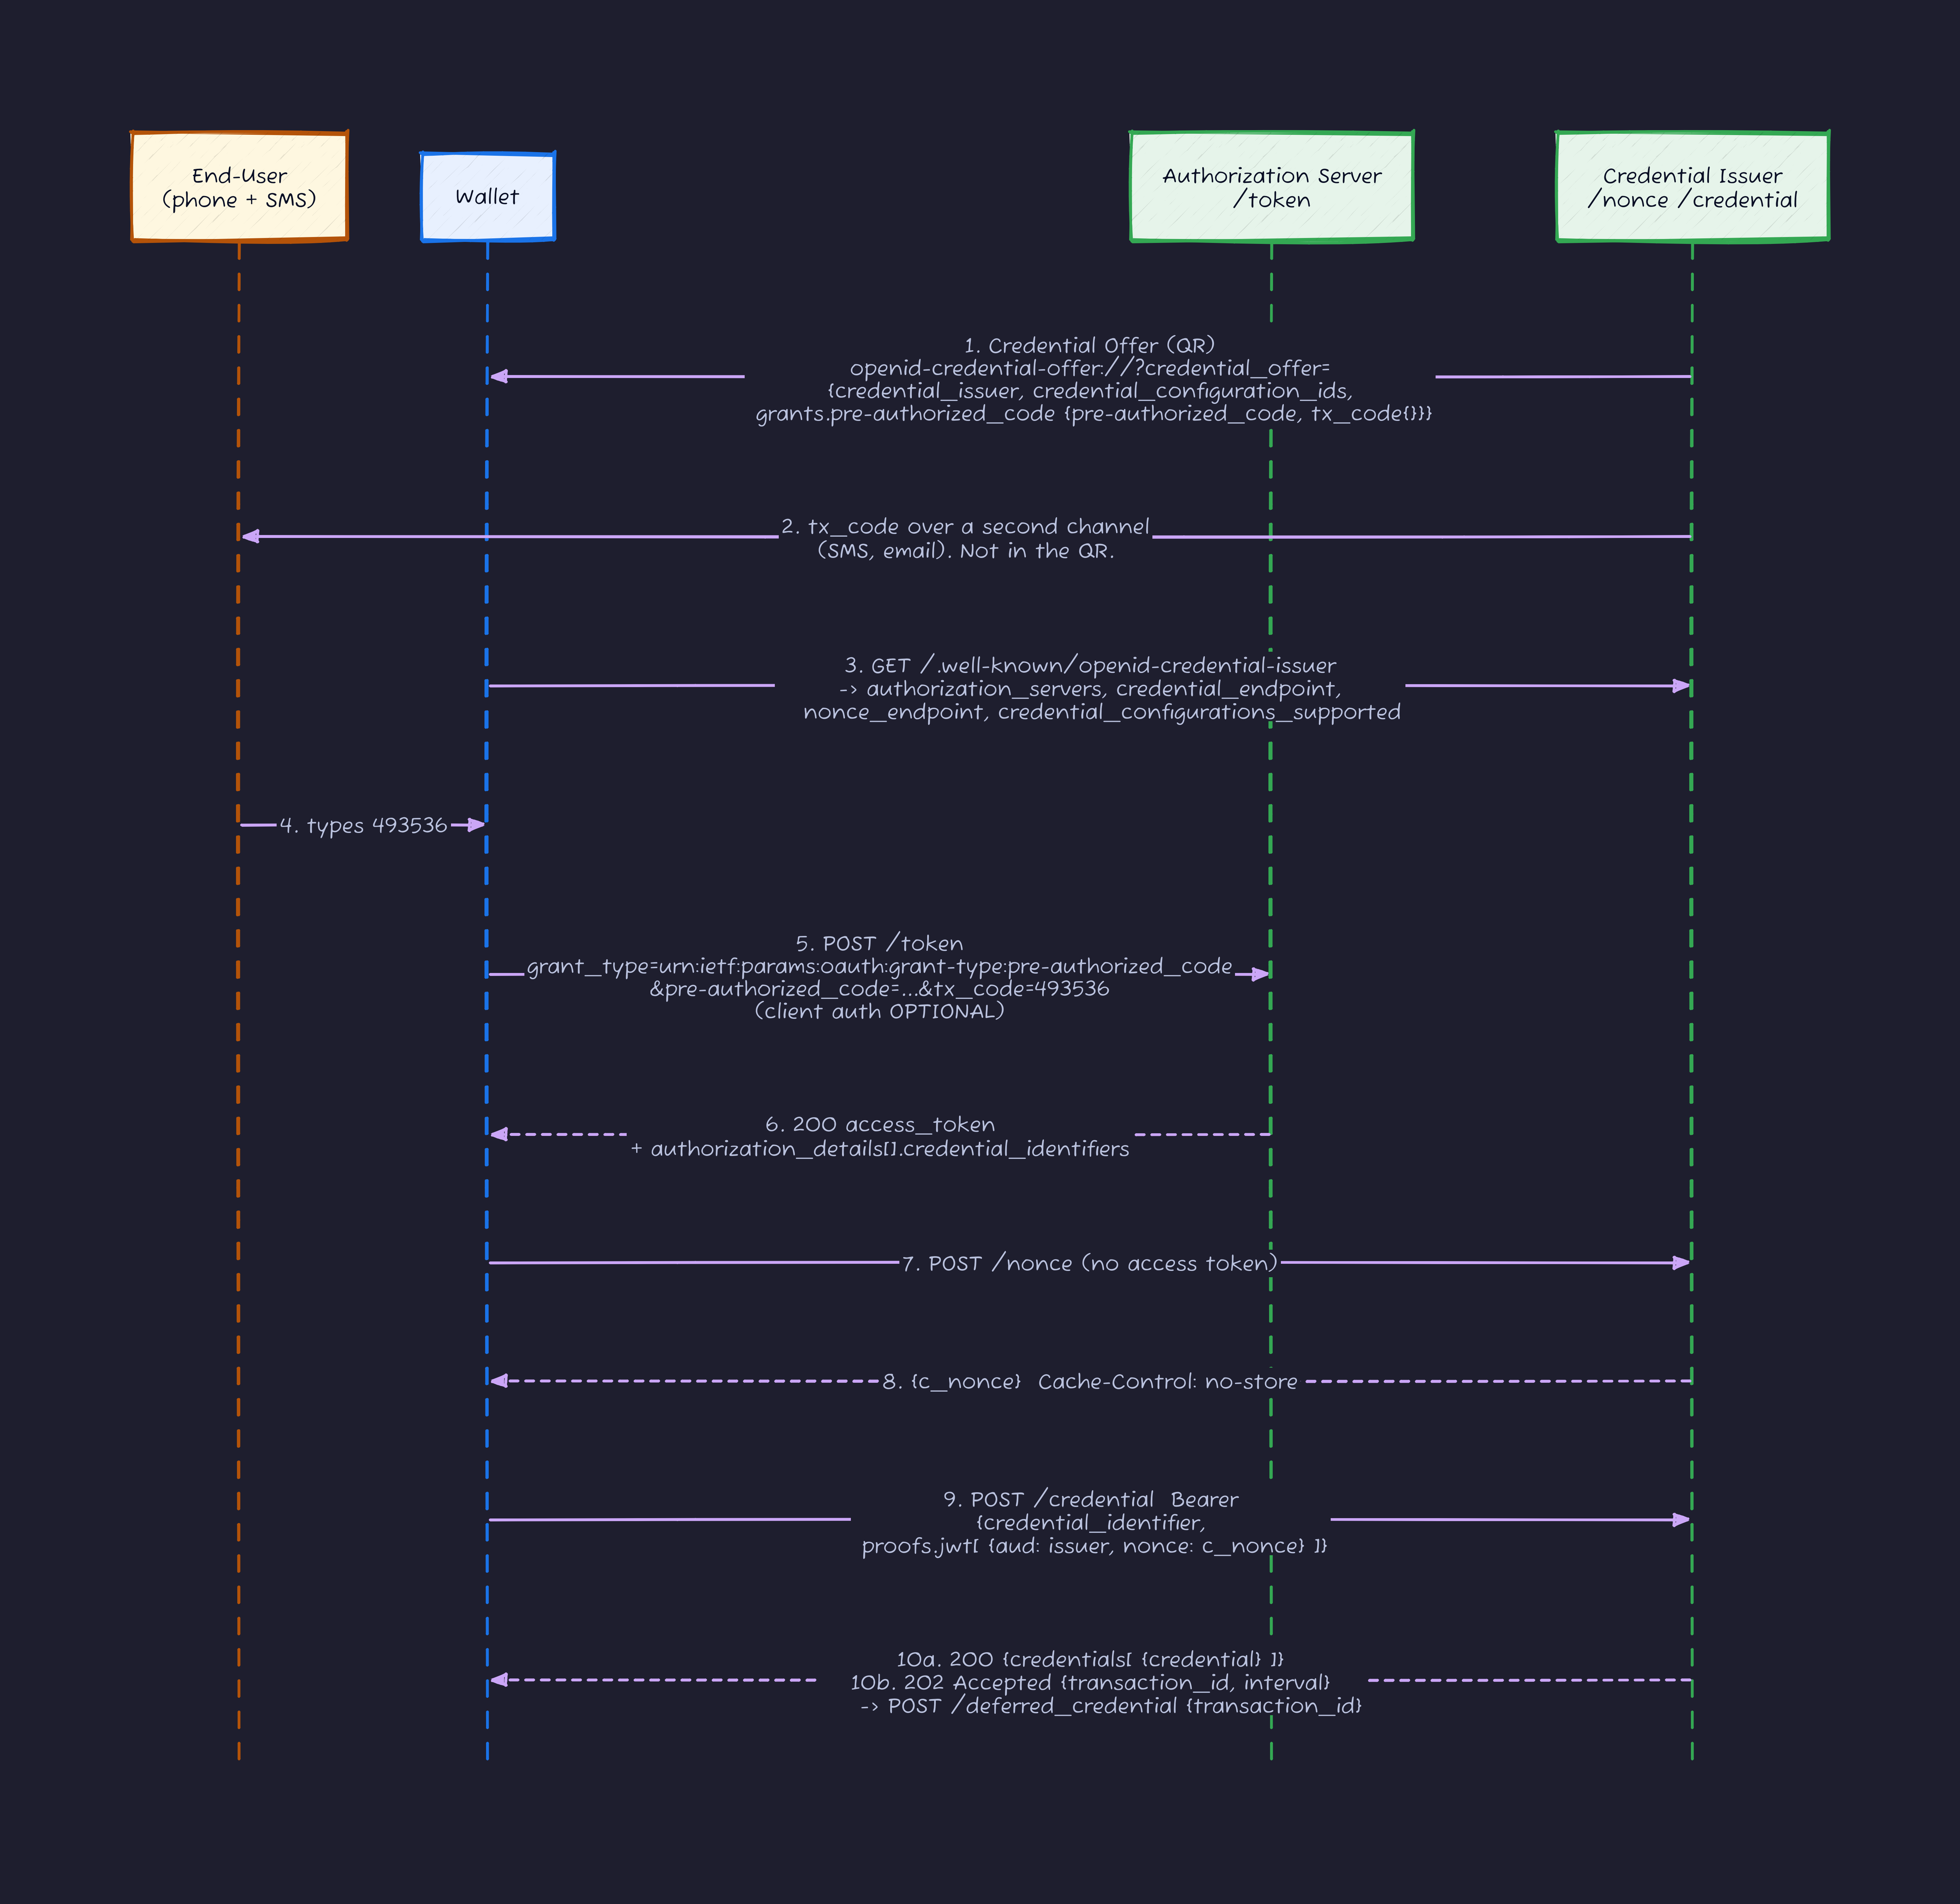 End-User
(phone + SMS)
Wallet
Authorization Server
/token
Credential Issuer
/nonce /credential
1. Credential Offer (QR)
openid-credential-offer://?credential_offer=
{credential_issuer, credential_configuration_ids,
grants.pre-authorized_code {pre-authorized_code, tx_code{}}}
2. tx_code over a second channel
(SMS, email). Not in the QR.
3. GET /.well-known/openid-credential-issuer
-> authorization_servers, credential_endpoint,
nonce_endpoint, credential_configurations_supported
4. types 493536
5. POST /token
grant_type=urn:ietf:params:oauth:grant-type:pre-authorized_code
&pre-authorized_code=...&tx_code=493536
(client auth OPTIONAL)
6. 200 access_token
+ authorization_details[].credential_identifiers
7. POST /nonce (no access token)
8. {c_nonce}  Cache-Control: no-store
9. POST /credential  Bearer
{credential_identifier,
proofs.jwt[ {aud: issuer, nonce: c_nonce} ]}
10a. 200 {credentials[ {credential} ]}
10b. 202 Accepted {transaction_id, interval}
-> POST /deferred_credential {transaction_id}